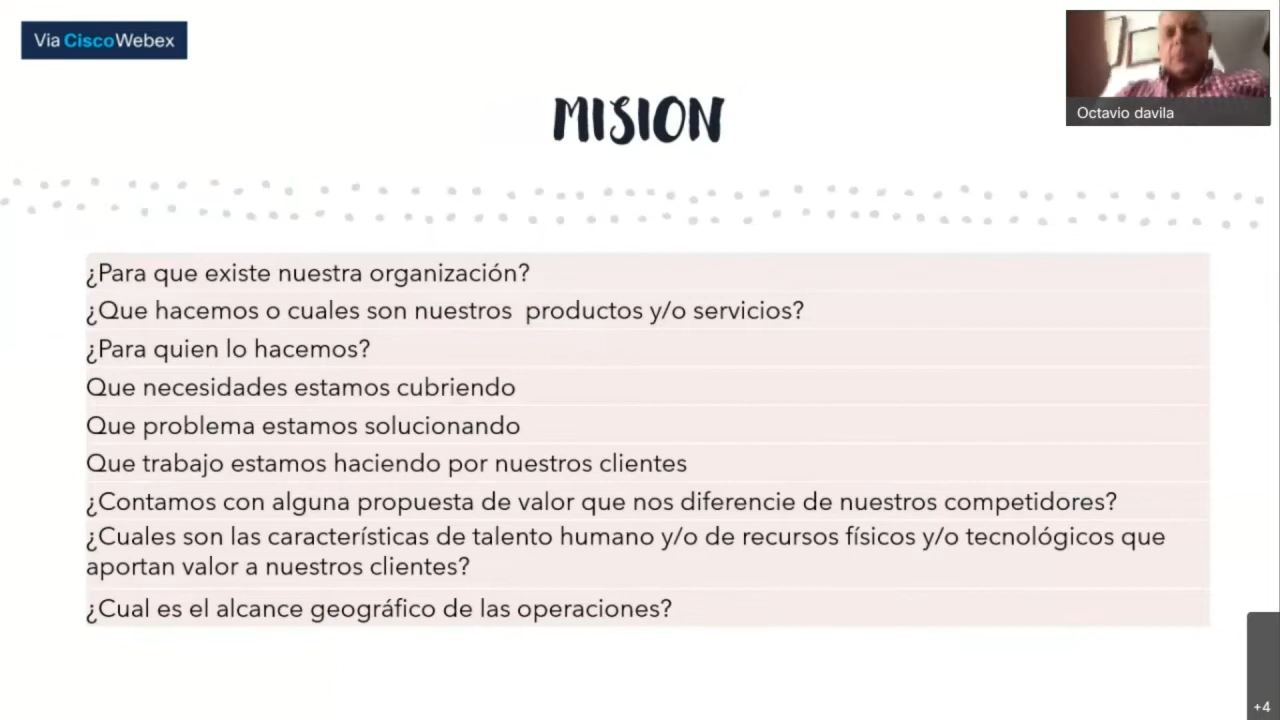 Via CiscoWebex
Octavio davila
MISION
¿Para que existe nuestra organización?
¿Que hacemos o cuales son nuestros  productos y/o servicios?
¿Para quien lo hacemos?
Que necesidades estamos cubriendo
Que problema estamos solucionando
Que trabajo estamos haciendo por nuestros clientes
¿Contamos con alguna propuesta de valor que nos diferencie de nuestros competidores?
¿Cuales son las características de talento humano y/o de recursos físicos y/o tecnológicos que
aportan valor a nuestros clientes?
¿Cual es el alcance geográfico de las operaciones?
+4